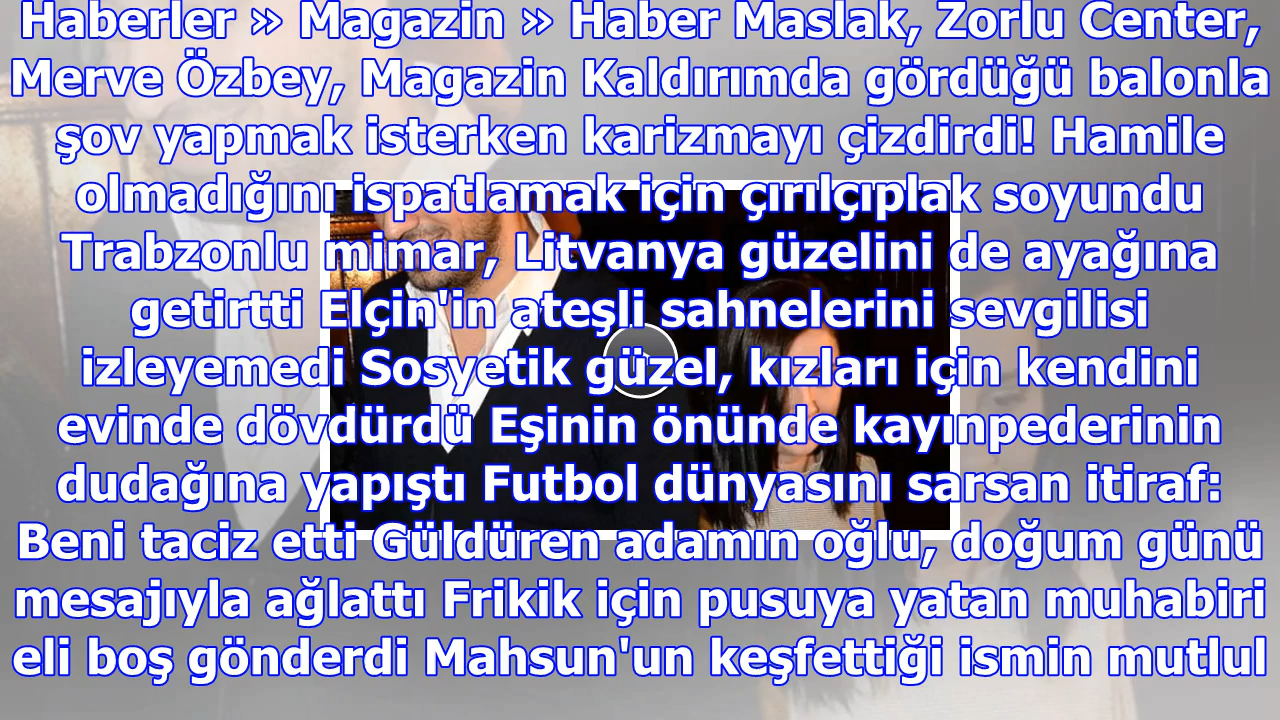 Haberler » Magazin » Haber Maslak, Zorlu Center,
Merve Özbey, Magazin Kaldırımda gördüğü balonla
şov yapmak isterken karizmayı çizdirdi! Hamile
olmadığını ispatlamak için çırılçıplak soyundu
Trabzonlu mimar, Litvanya güzelini de ayağına
getirtti Elçin'in ateşli sahnelerini sevgilisi
izleyemedi Sosyetik güzel, kızları için kendini
evinde dövdürdü Eşinin önünde kayınpederinin
dudağına yapıştı Futbol dünyasını sarsan itiraf:
Beni taciz etti Güldüren adamın oğlu, doğum günü
mesajıyla ağlattı Frikik için pusuya yatan muhabiri
eli boş gönderdi Mahsun'un keşfettiği ismin mutlul